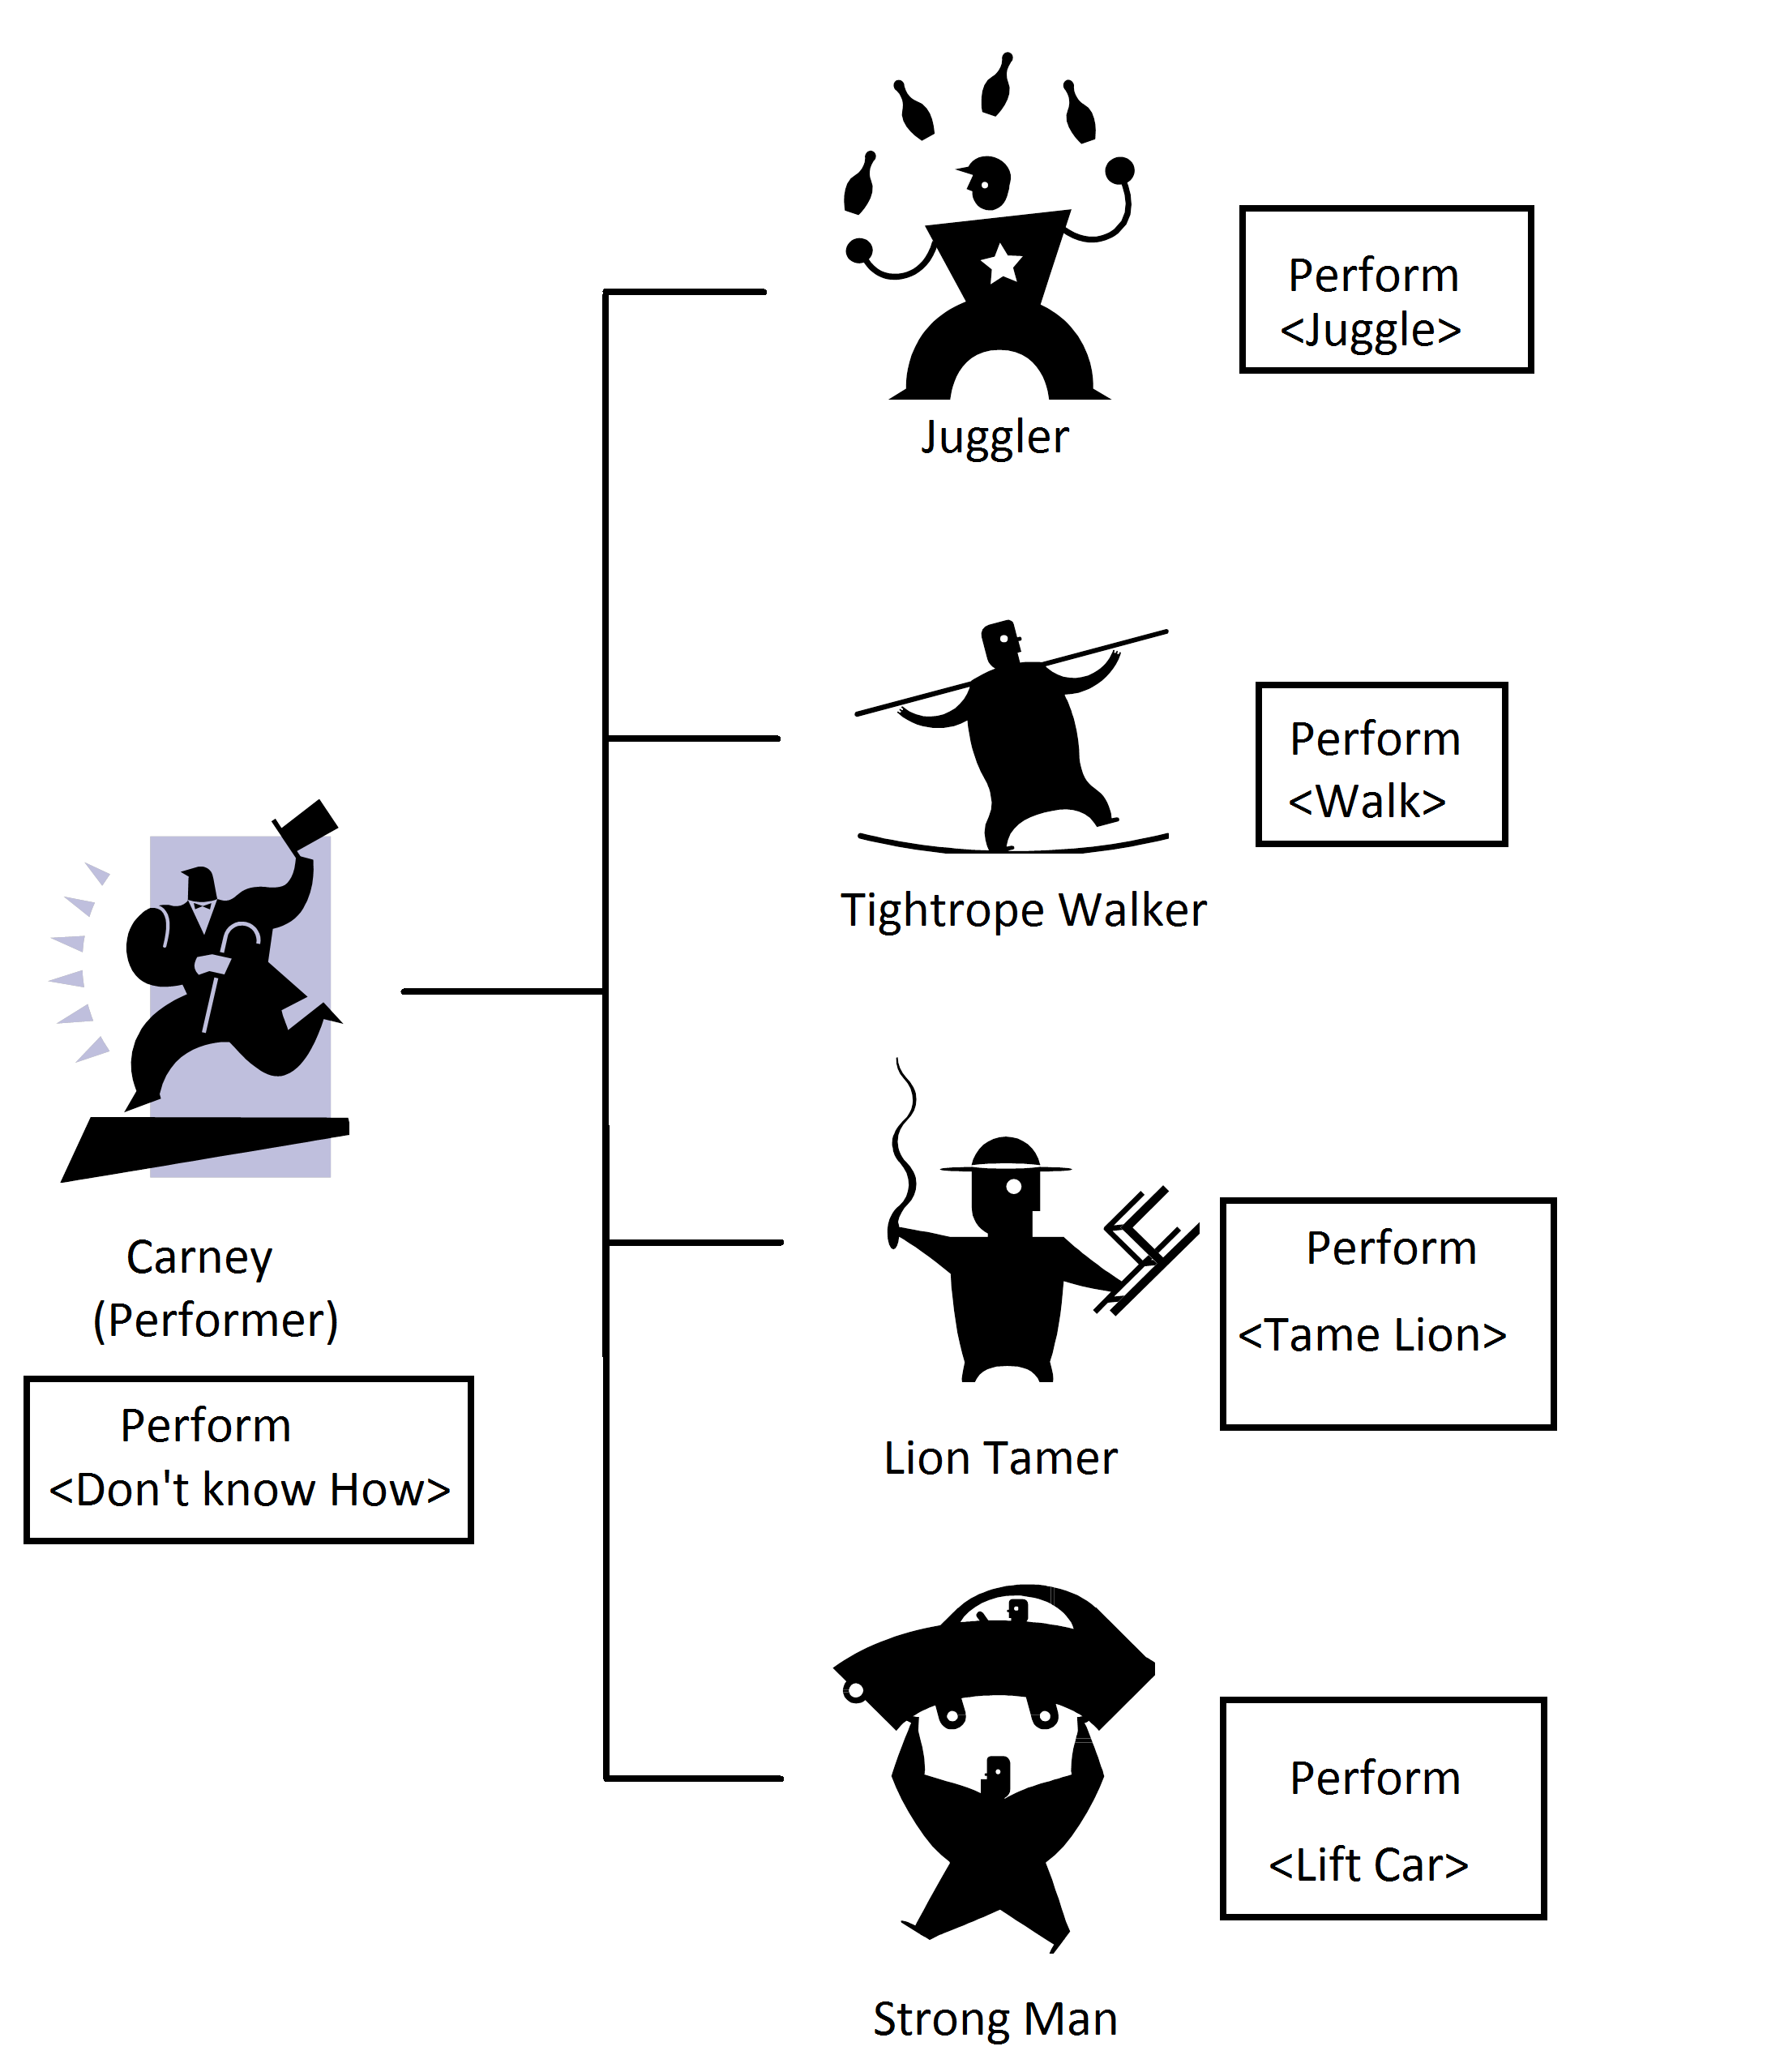 Perform
<Juggle>
Juggler
Perform
<Walk>
Tightrope Walker
Carney
(Performer)
Perform
<Don't know How>
Perform
<Tame Lion>
Lion Tamer
Perform
<Lift Car>
Strong Man